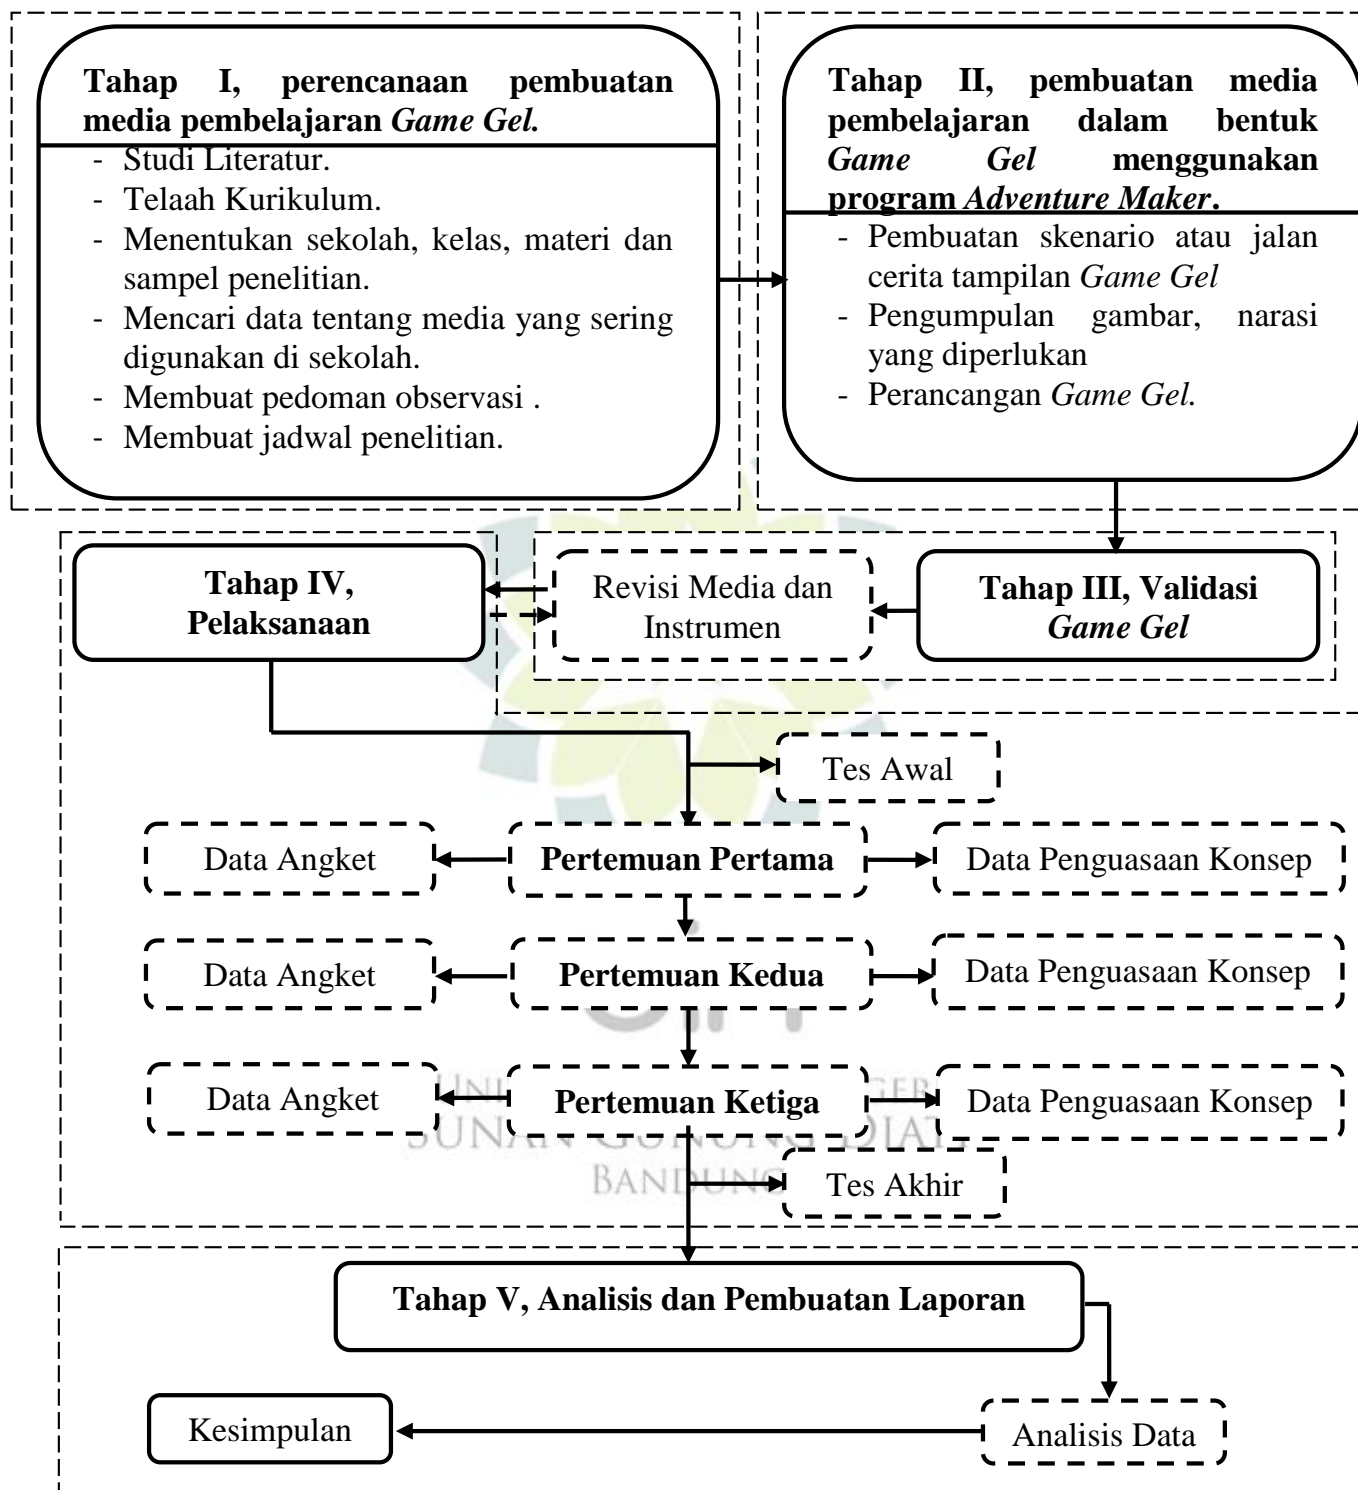 Tahap I, perencanaan pembuatan
media pembelajaran Game Gel.
- Studi Literatur.
- Telaah Kurikulum.
- Menentukan sekolah, kelas, materi dan
sampel penelitian.
- Mencari data tentang media yang sering
digunakan di sekolah.
- Membuat pedoman observasi .
- Membuat jadwal penelitian.
Tahap II, pembuatan media
pembelajaran dalam bentuk
Game Gel menggunakan
program Adventure Maker.
- Pembuatan skenario atau jalan
cerita tampilan Game Gel
- Pengumpulan gambar, narasi
yang diperlukan
- Perancangan Game Gel.
Tahap IV,
Pelaksanaan
Revisi Media dan
Instrumen
Tahap III, Validasi
Game Gel
Tes Awal
Data Angket
Pertemuan Pertama
Data Penguasaan Konsep
Data Angket
Pertemuan Kedua
Data Penguasaan Konsep
Data Angket
Pertemuan Ketiga
Data Penguasaan Konsep
SUNAN GUNUNG DJATI
BANDUNG
Tes Akhir
Tahap V, Analisis dan Pembuatan Laporan
Kesimpulan
Analisis Data